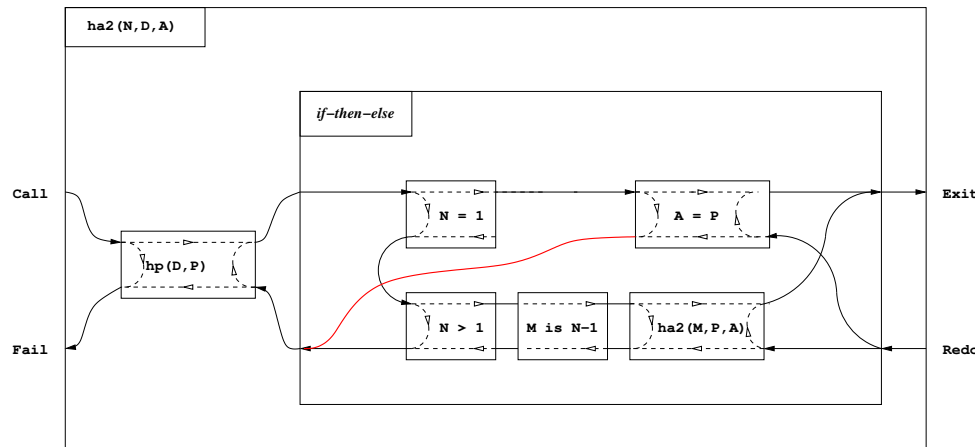 ha2(N,D,A)
if-then-else
Call
Exit
N = 1
A = P
hp(D,P)
N > 1
M is N-1
ha2(M,P,A)
Fail
Redo